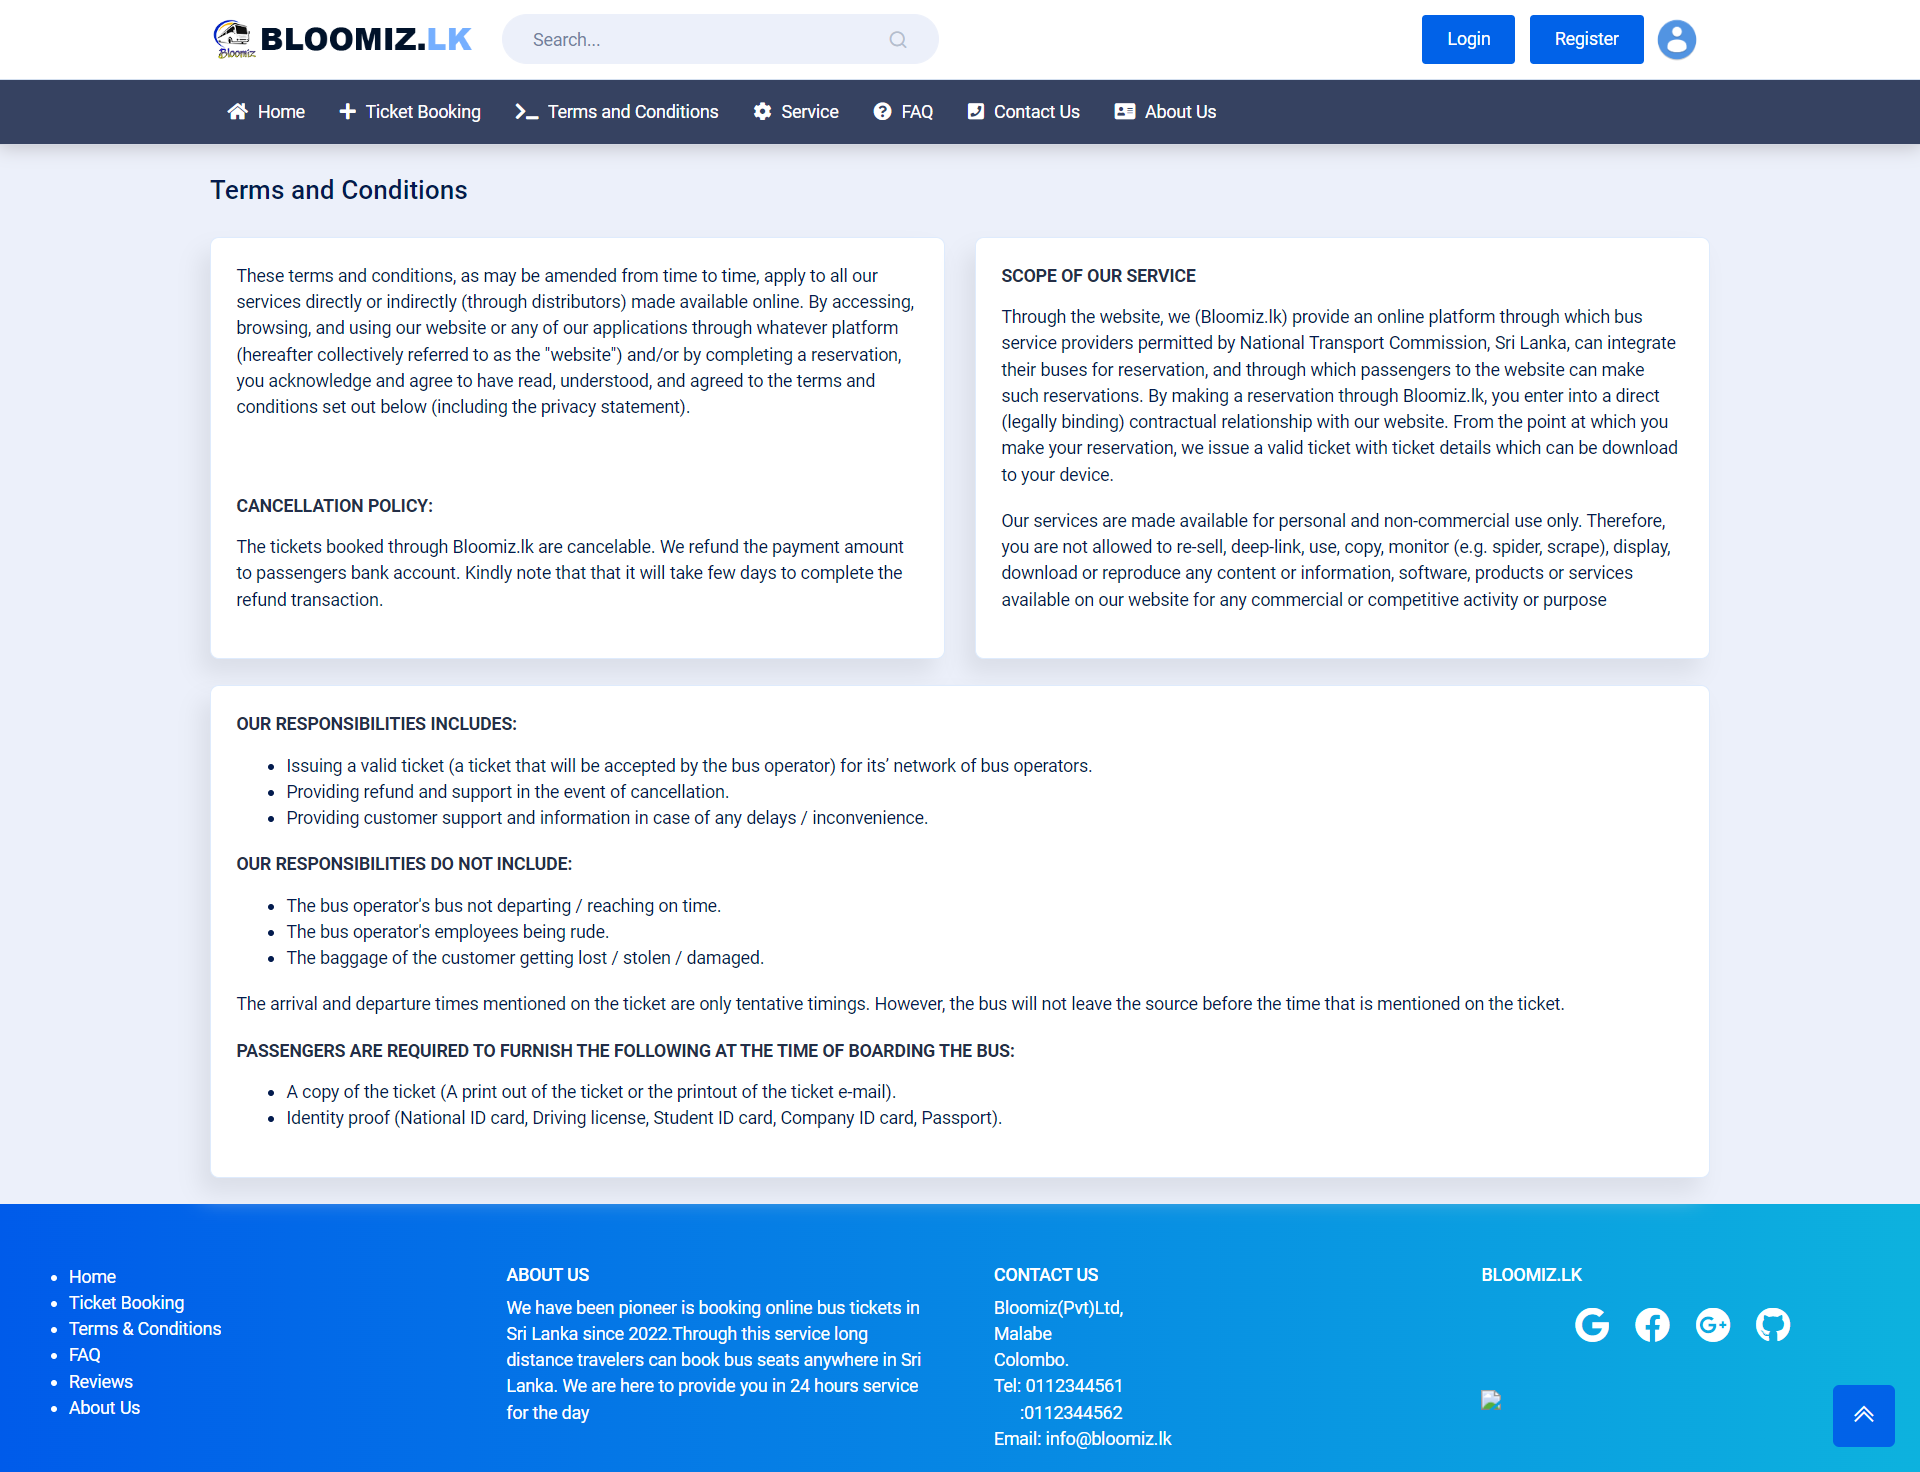 Bloomiz
BLOOMIZ.LK
Search...
Login
Register
Home
Ticket Booking
Terms and Conditions
Service
FAQ
Contact Us
About Us
Terms and Conditions
These terms and conditions, as may be amended from time to time, apply to all our
services directly or indirectly (through distributors) made available online. By accessing,
browsing, and using our website or any of our applications through whatever platform
(hereafter collectively referred to as the "website") and/or by completing a reservation,
you acknowledge and agree to have read, understood, and agreed to the terms and
conditions set out below (including the privacy statement).
CANCELLATION POLICY:
The tickets booked through Bloomiz.lk are cancelable. We refund the payment amount
to passengers bank account. Kindly note that that it will take few days to complete the
refund transaction.
SCOPE OF OUR SERVICE
Through the website, we (Bloomiz.lk) provide an online platform through which bus
service providers permitted by National Transport Commission, Sri Lanka, can integrate
their buses for reservation, and through which passengers to the website can make
such reservations. By making a reservation through Bloomiz.lk, you enter into a direct
(legally binding) contractual relationship with our website. From the point at which you
make your reservation, we issue a valid ticket with ticket details which can be download
to your device.
Our services are made available for personal and non-commercial use only. Therefore,
you are not allowed to re-sell, deep-link, use, copy, monitor (e.g. spider, scrape), display,
download or reproduce any content or information, software, products or services
available on our website for any commercial or competitive activity or purpose
OUR RESPONSIBILITIES INCLUDES:
• Issuing a valid ticket (a ticket that will be accepted by the bus operator) for its’ network of bus operators.
• Providing refund and support in the event of cancellation.
• Providing customer support and information in case of any delays / inconvenience.
OUR RESPONSIBILITIES DO NOT INCLUDE:
• The bus operator's bus not departing / reaching on time.
• The bus operator's employees being rude.
• The baggage of the customer getting lost / stolen / damaged.
The arrival and departure times mentioned on the ticket are only tentative timings. However, the bus will not leave the source before the time that is mentioned on the ticket.
PASSENGERS ARE REQUIRED TO FURNISH THE FOLLOWING AT THE TIME OF BOARDING THE BUS:
• A copy of the ticket (A print out of the ticket or the printout of the ticket e-mail).
• Identity proof (National ID card, Driving license, Student ID card, Company ID card, Passport).
• Home
• Ticket Booking
• Terms & Conditions
• FAQ
• Reviews
• About Us
ABOUT US
We have been pioneer is booking online bus tickets in
Sri Lanka since 2022.Through this service long
distance travelers can book bus seats anywhere in Sri
Lanka. We are here to provide you in 24 hours service
for the day
CONTACT US
Bloomiz(Pvt)Ltd,
Malabe
Colombo.
Tel: 0112344561
:0112344562
Email: info@bloomiz.lk
BLOOMIZ.LK